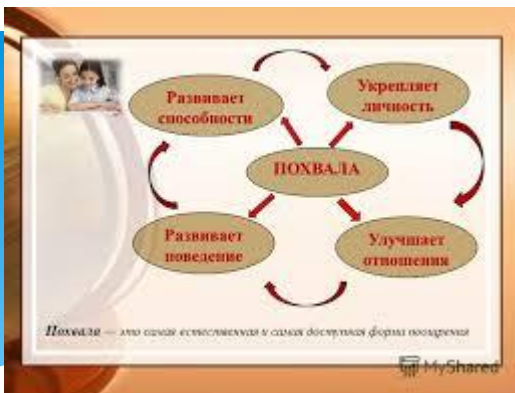 Развивает
способности
Укрепляет
личность
ПОХВАЛА
Развивает
поведение
Улучшает
отношения
Похвала — это самая естественная и самая доступная форма поощрения
MyShared